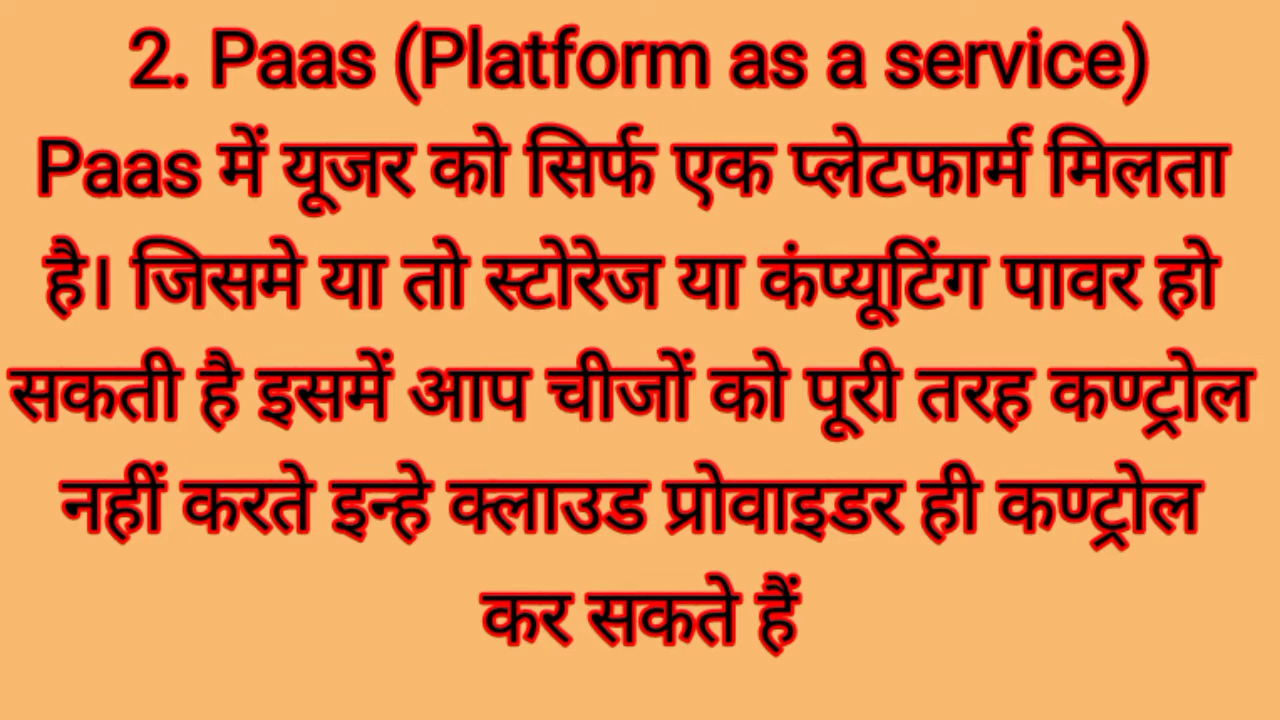 2. Paas (Platform as a service)
Paas में यूजर को सिर्फ एक प्लेटफार्म मिलता
है। जिसमे या तो स्टोरेज या कंप्यूटिंग पावर हो
सकती है इसमें आप चीजों को पूरी तरह कण्ट्रोल
नहीं करते इन्हे क्लाउड प्रोवाइडर ही कण्ट्रोल
कर सकते हैं